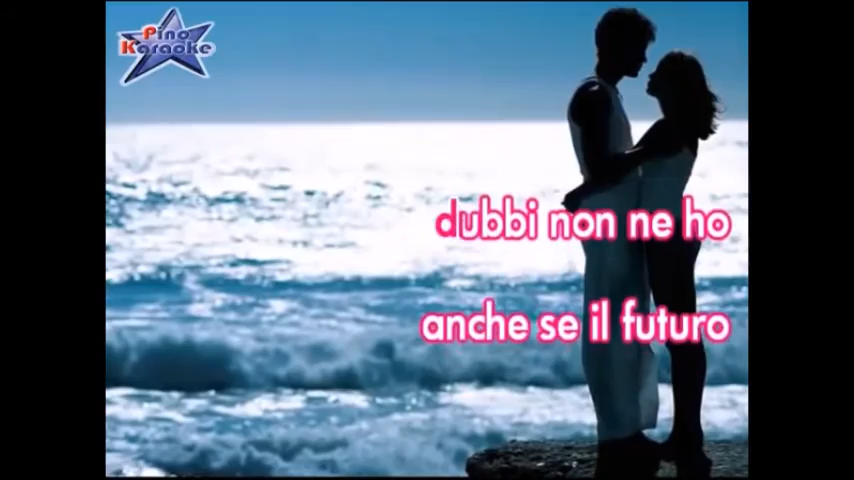 Pino
Karaoke
dubbi non ne ho
anche se il futuro